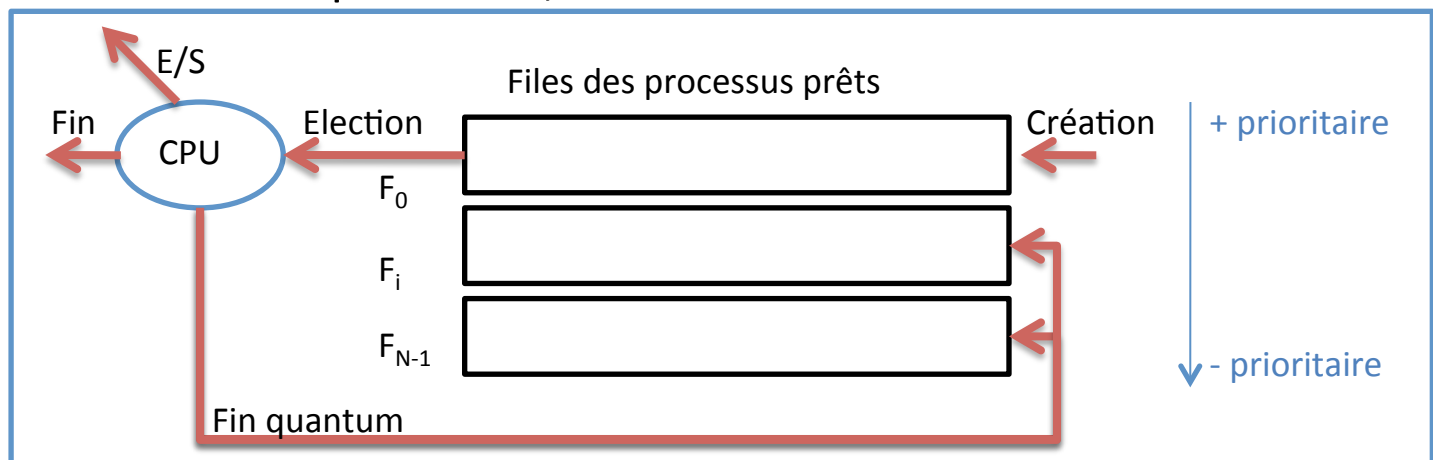 E/S
Files des processus prêts
Fin
Election
Création
+ prioritaire
CPU
F0
Fi
FN-1
- prioritaire
Fin quantum